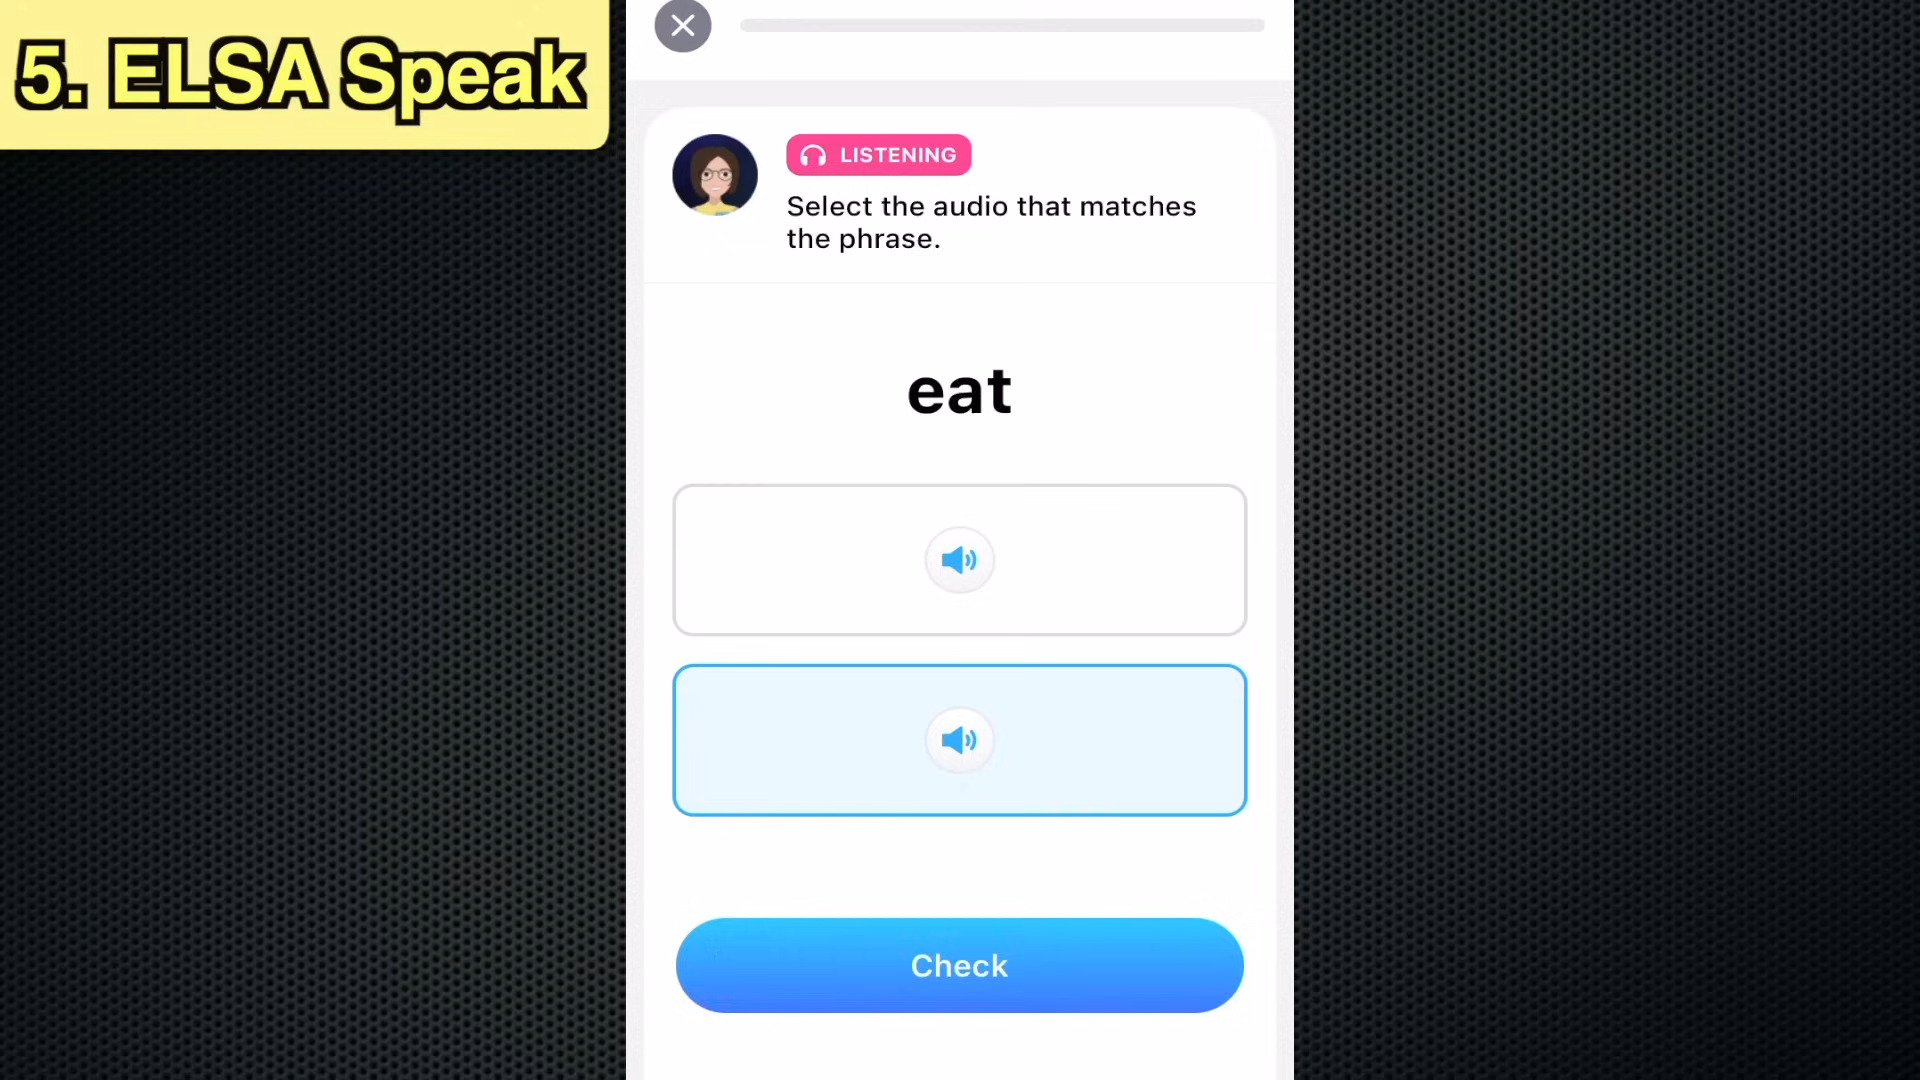 5. ELSA Speak
LISTENING
Select the audio that matches
the phrase.
eat
Check